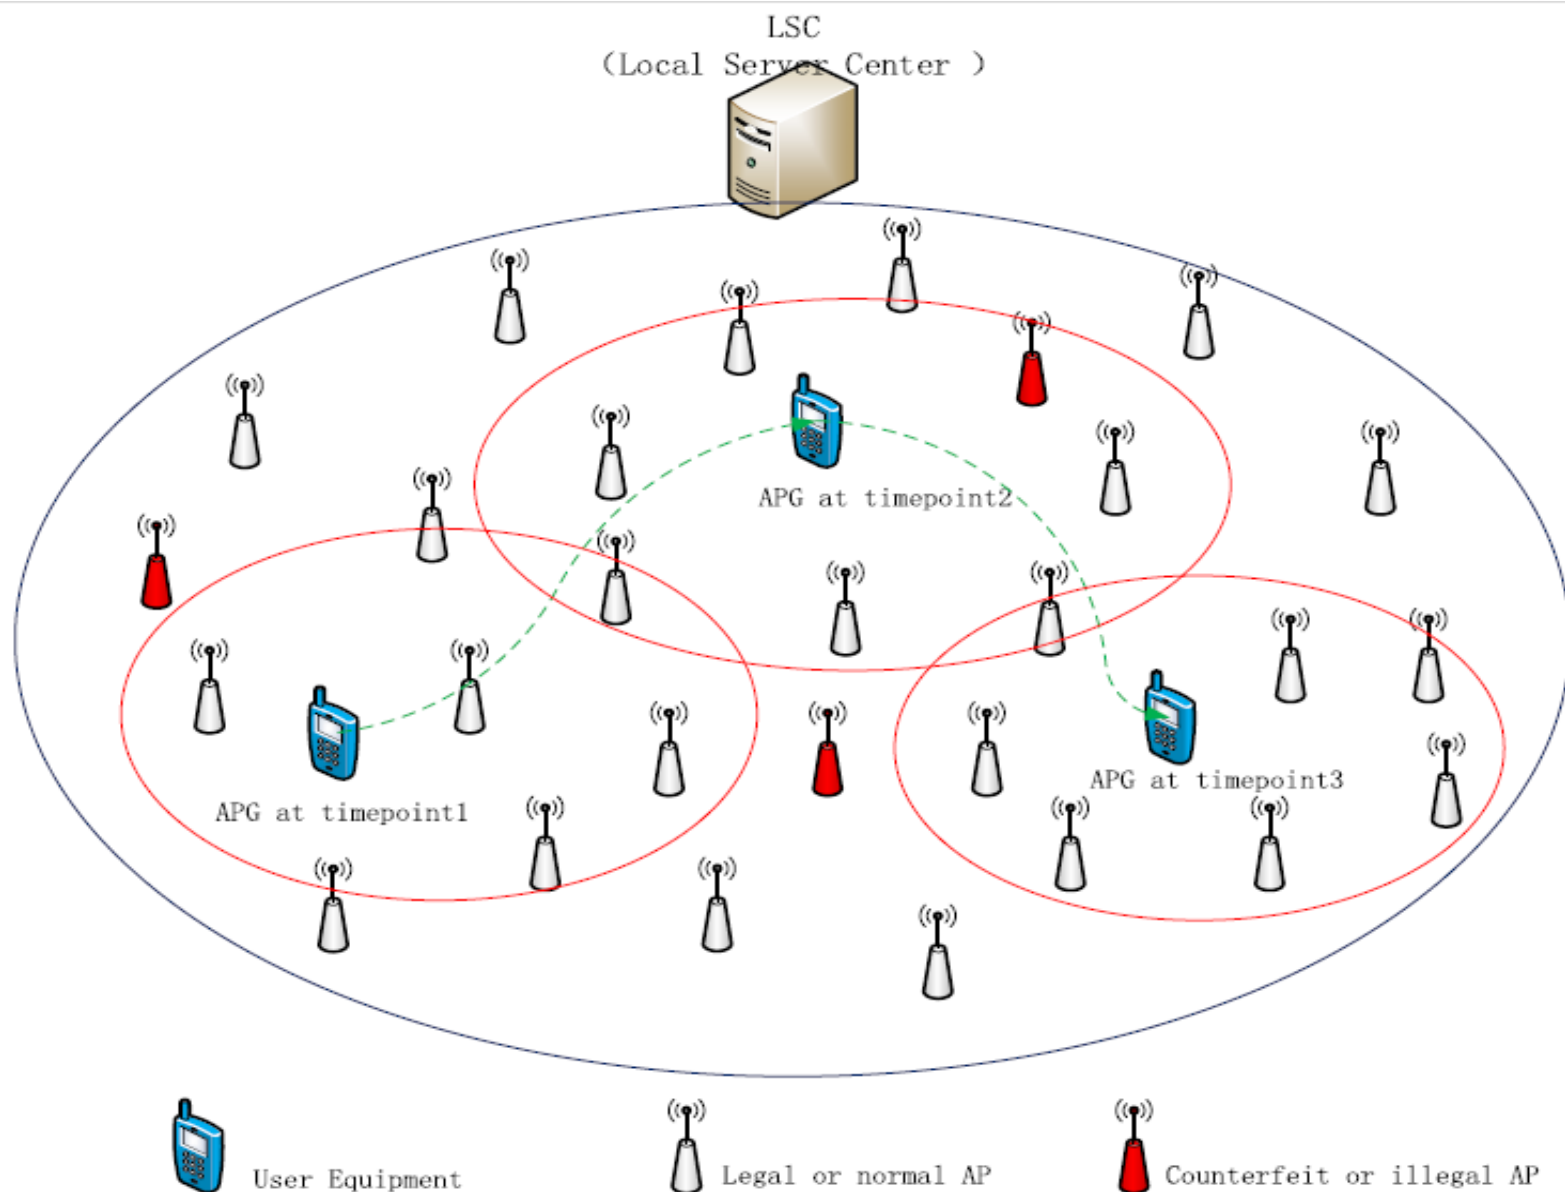 LSC
（Local Server Center ）
APG at timepoint2
APG at timepoint3
APG at timepoint1
User Equipment
Legal or normal AP
Counterfeit or illegal AP